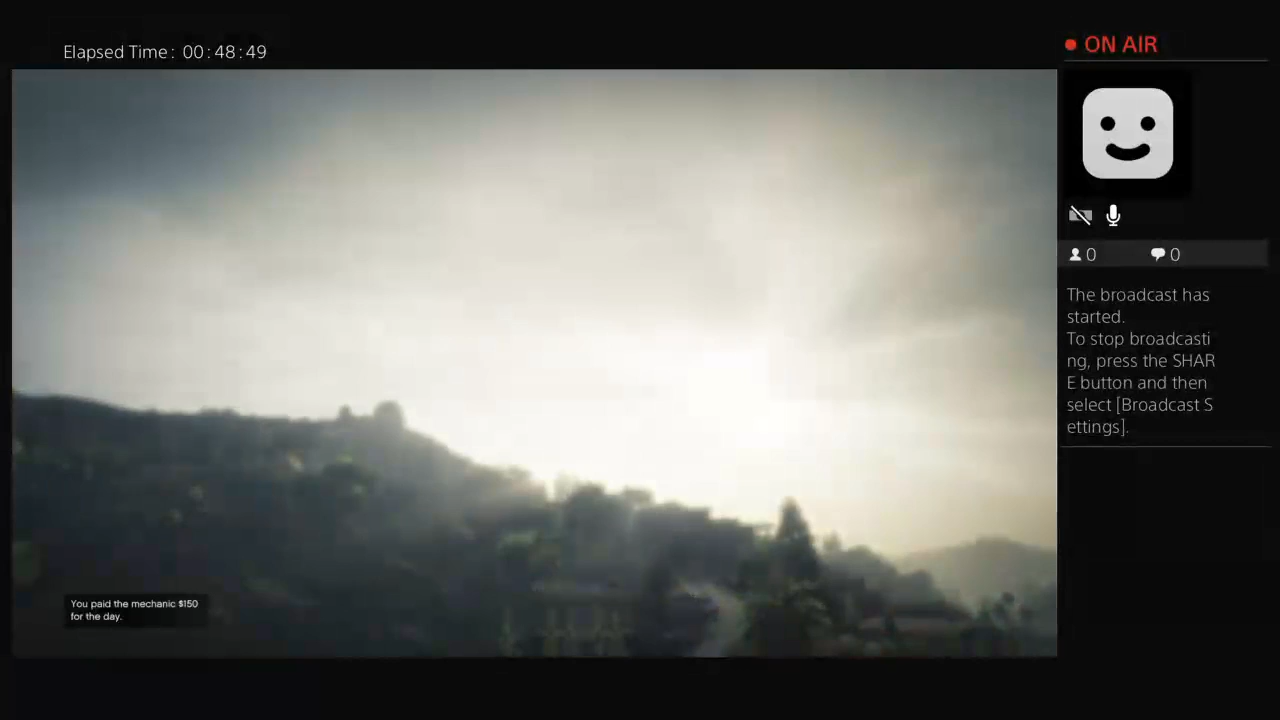 Elapsed Time: 00:48:49
ON AIR
0 0
The broadcast has
started.
To stop broadcasti
ng, press the SHAR
E button and then
select [Broadcast S
ettings].
You paid the mechanic $150
for the day.